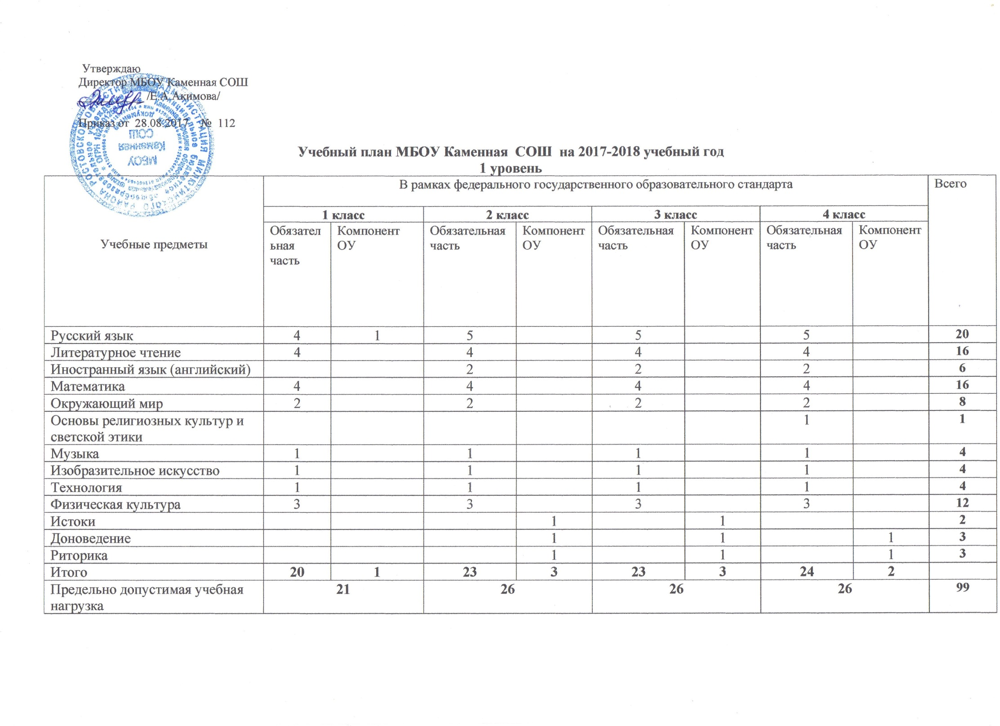 Утверждаю
Директор МБОУ Каменная СОШ
/Е.А.Акимова/
Приказ от 28.08.2017 № 112
МБОУ
Каменная
СОШ
Учебный план МБОУ Каменная СОШ на 2017-2018 учебный год
1 уровень
Учебные предметы
В рамках федерального государственного образовательного стандарта
Всего
1 класс 2 класс 3 класс 4 класс
Обязател
ьная
часть
Компонент
ОУ
Обязательная
часть
Компонент
ОУ
Обязательная
часть
Компонент
ОУ
Обязательная
часть
Компонент
ОУ
Русский язык 4 1 5 5 5 20
Литературное чтение 4 4 4 4 16
Иностранный язык (английский) 2 2 2 6
Математика 4 4 4 4 16
Окружающий мир 2 2 2 2 8
Основы религиозных культур и 1 1
светской этики
Музыка 1 1 1 1 4
Изобразительное искусство 1 1 1 1 4
Технология 1 1 1 1 4
Физическая культура 3 3 3 3 12
Истоки 1 1 2
Доноведение 1 1 1 3
Риторика 1 1 1 3
Итого 20 1 23 3 23 3 24 2
Предельно допустимая учебная 21 26 26 26 99
нагрузка